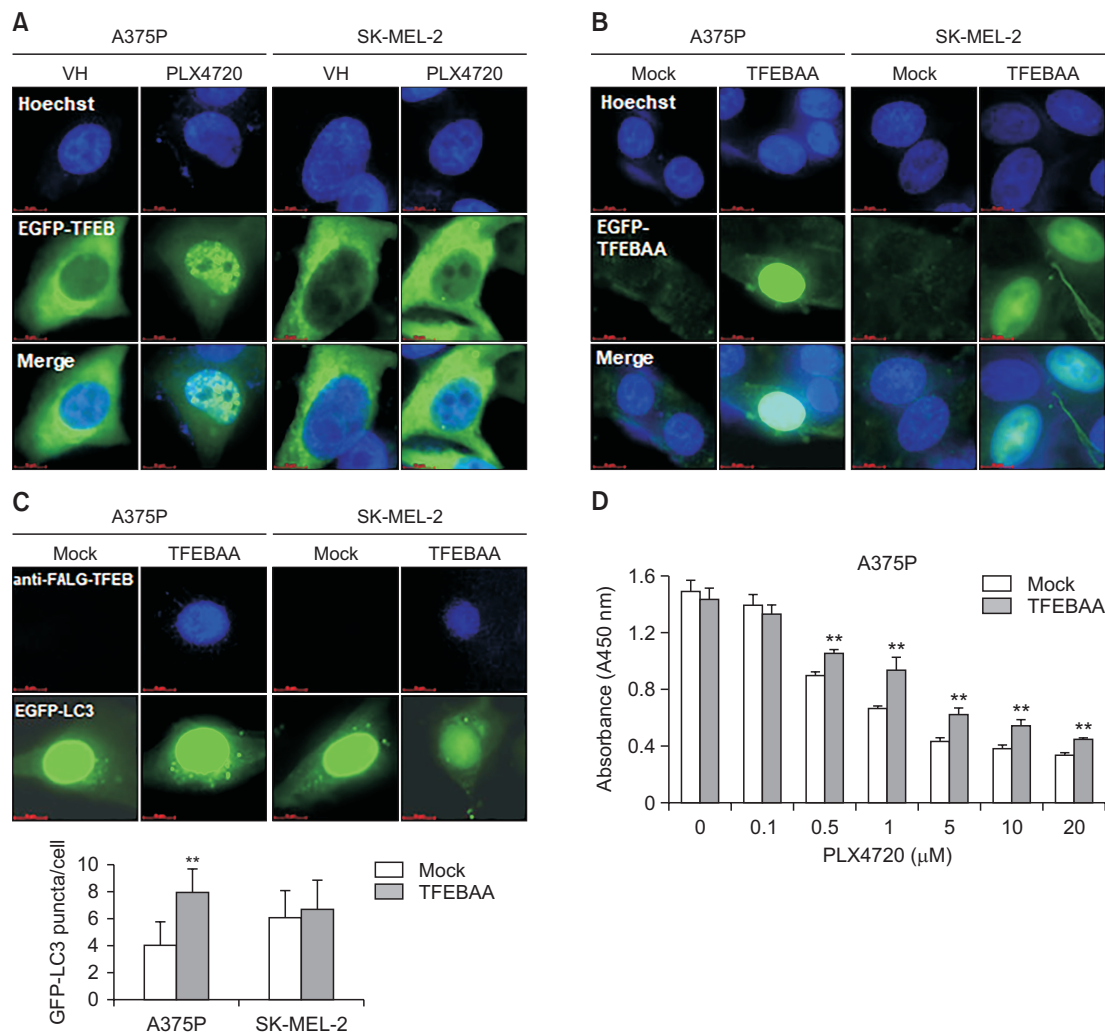 A
A375P SK-MEL-2
VH PLX4720 VH PLX4720
Hoechst
EGFP-TFEB
Merge
B
A375P SK-MEL-2
Mock TFEBAA Mock TFEBAA
Hoechst
EGFP-
TFEBAA
Merge
C
A375P SK-MEL-2
Mock TFEBAA Mock TFEBAA
anti-FALG-TFEB
EGFP-LC3
GFP-LC3 puncta/cell
10
8
6
4
2
0
**
Mock
TFEBAA
A375P SK-MEL-2
D
A375P
Absorbance (A450 nm)
1.6
1.2
0.8
0.4
0
Mock
TFEBAA
** ** ** ** **
0 0.1 0.5 1 5 10 20
PLX4720 (μM)